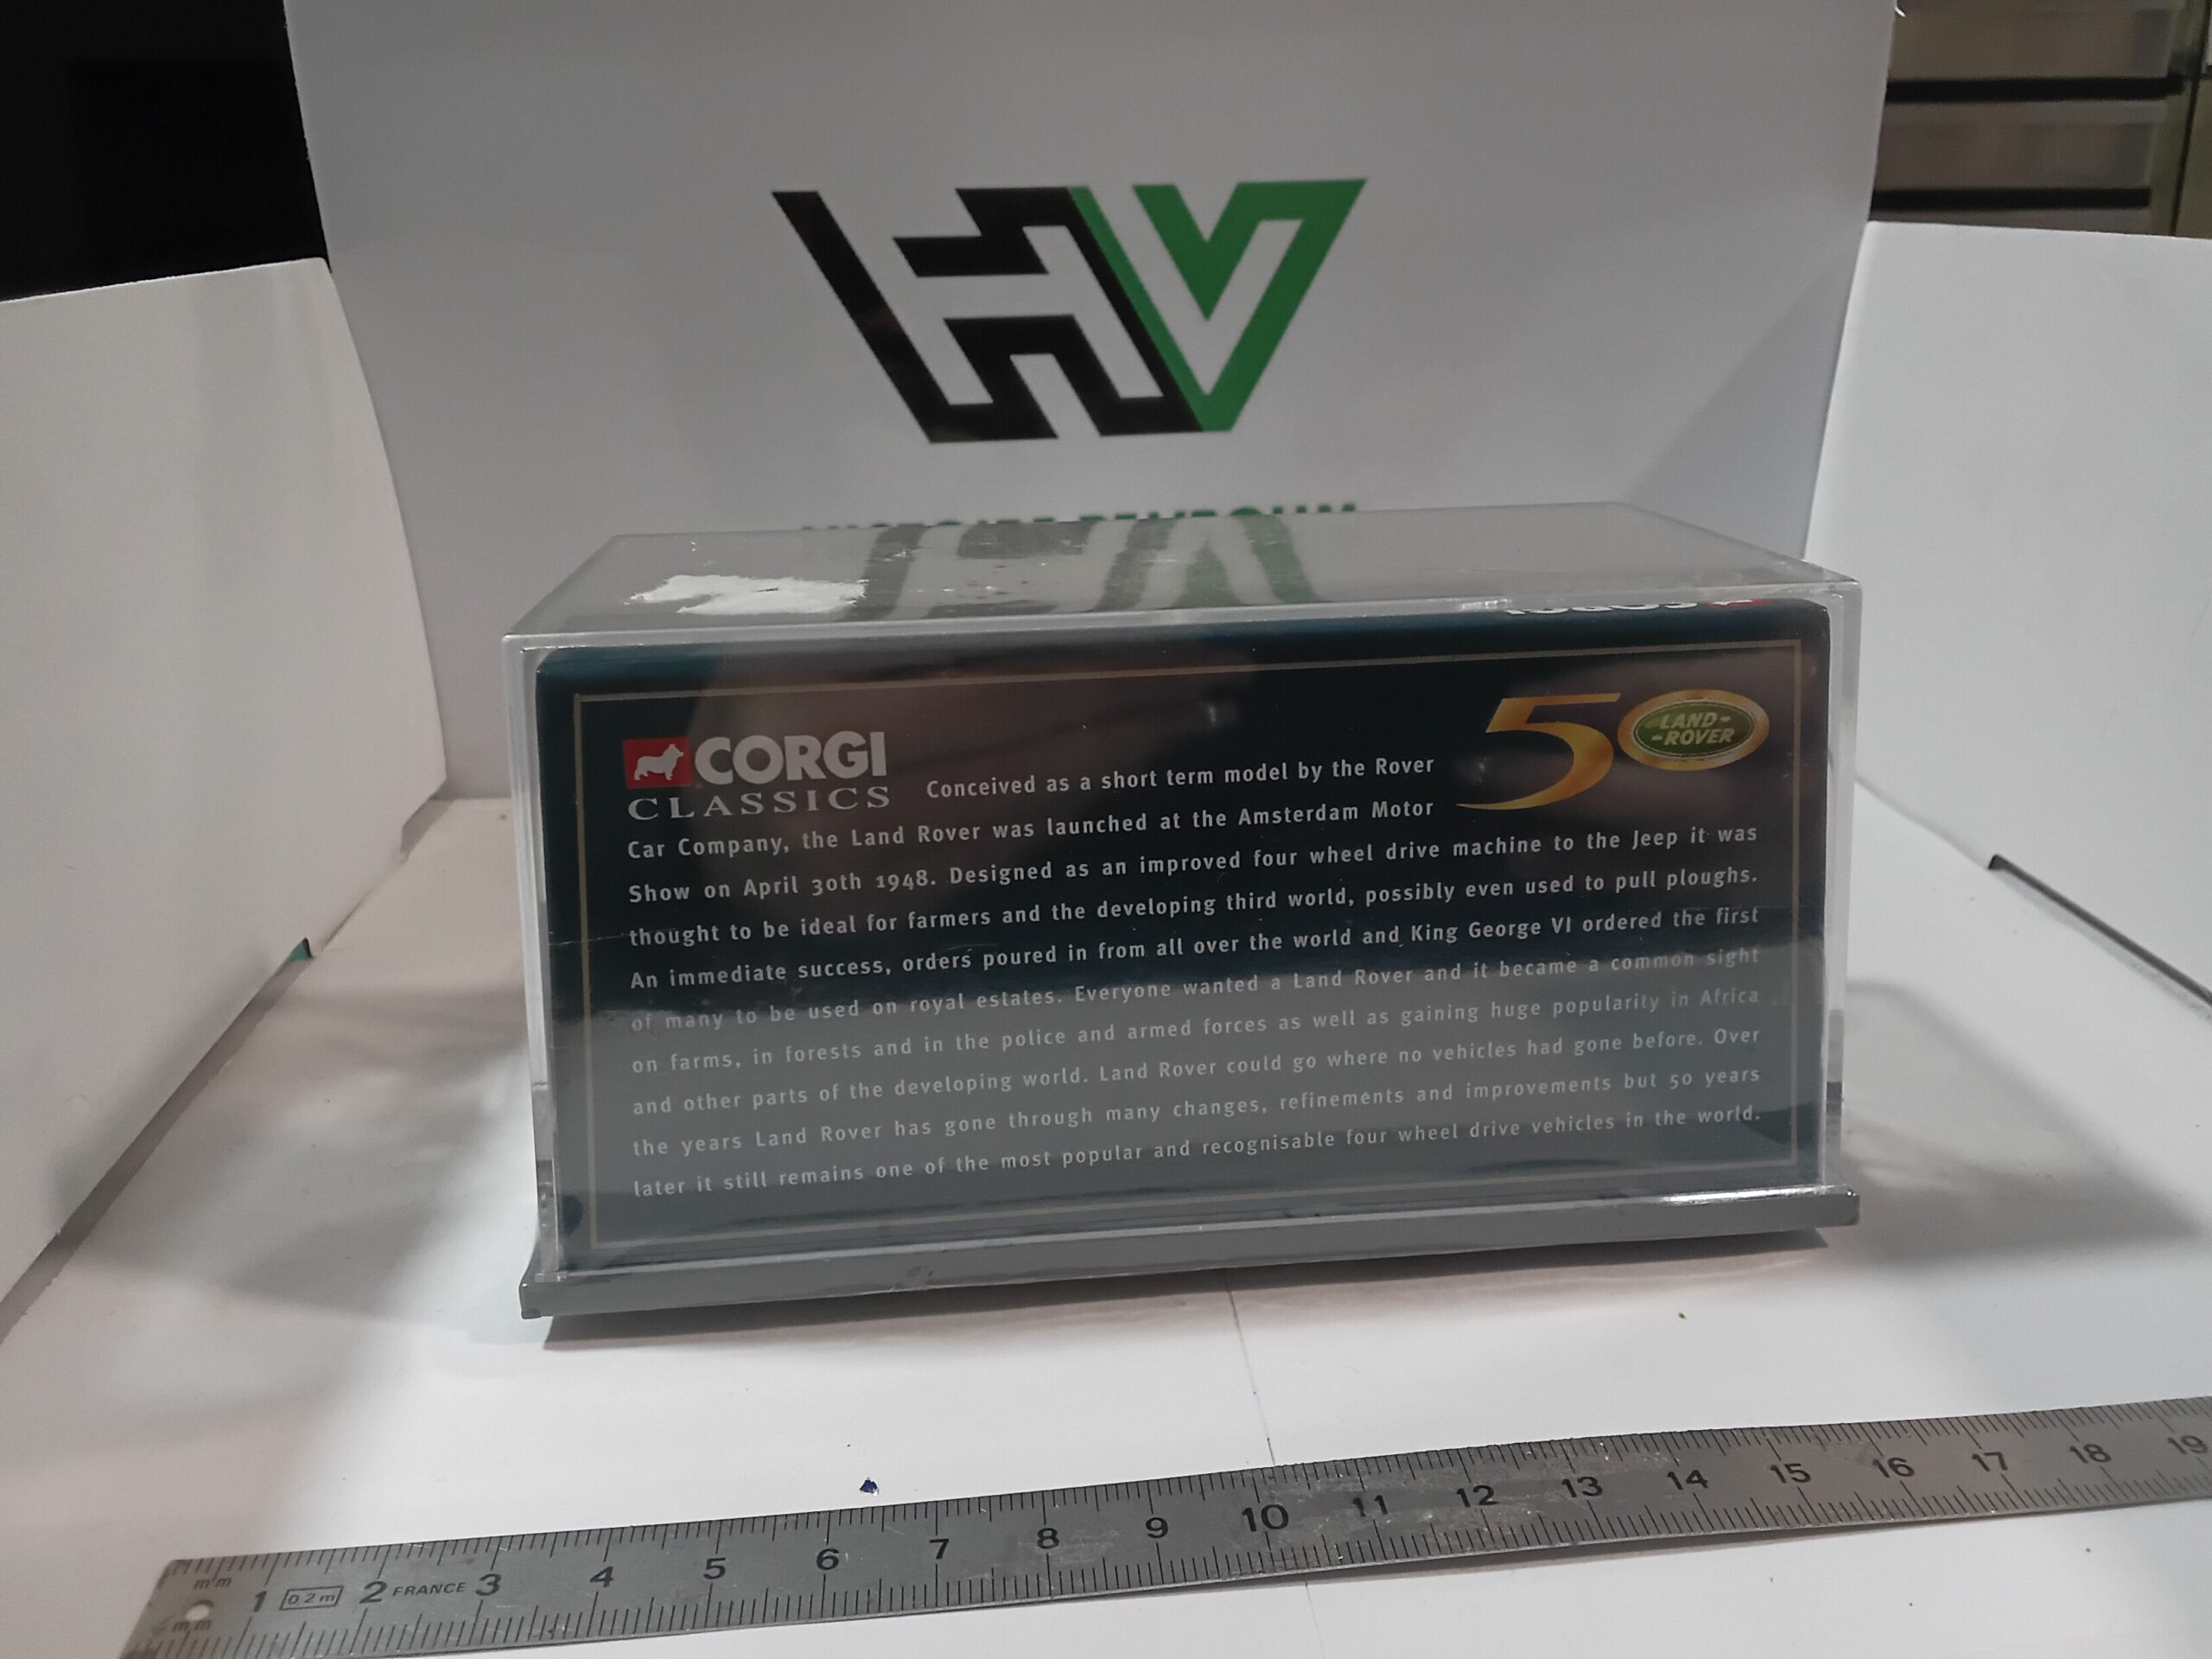 HV
CORGI
CLASSICS
50
LAND-
-ROVER
Conceived as a short term model by the Rover
Car Company, the Land Rover was launched at the Amsterdam Motor
Show on April 30th 1948. Designed as an improved four wheel drive machine to the Jeep it was
thought to be ideal for farmers and the developing third world, possibly even used to pull ploughs.
An immediate success, orders poured in from all over the world and King George VI ordered the first
of many to be used on royal estates. Everyone wanted a Land Rover and it became a common sight
on farms, in forests and in the police and armed forces as well as gaining huge popularity in Africa
and other parts of the developing world. Land Rover could go where no vehicles had gone before. Over
the years Land Rover has gone through many changes, refinements and improvements but 50 years
later it still remains one of the most popular and recognisable four wheel drive vehicles in the world.
mm 1 0.2 m 2 FRANCE 3 4 5 6 7 8 9 10 11 12 13 14 15 16 17 18 19
mm